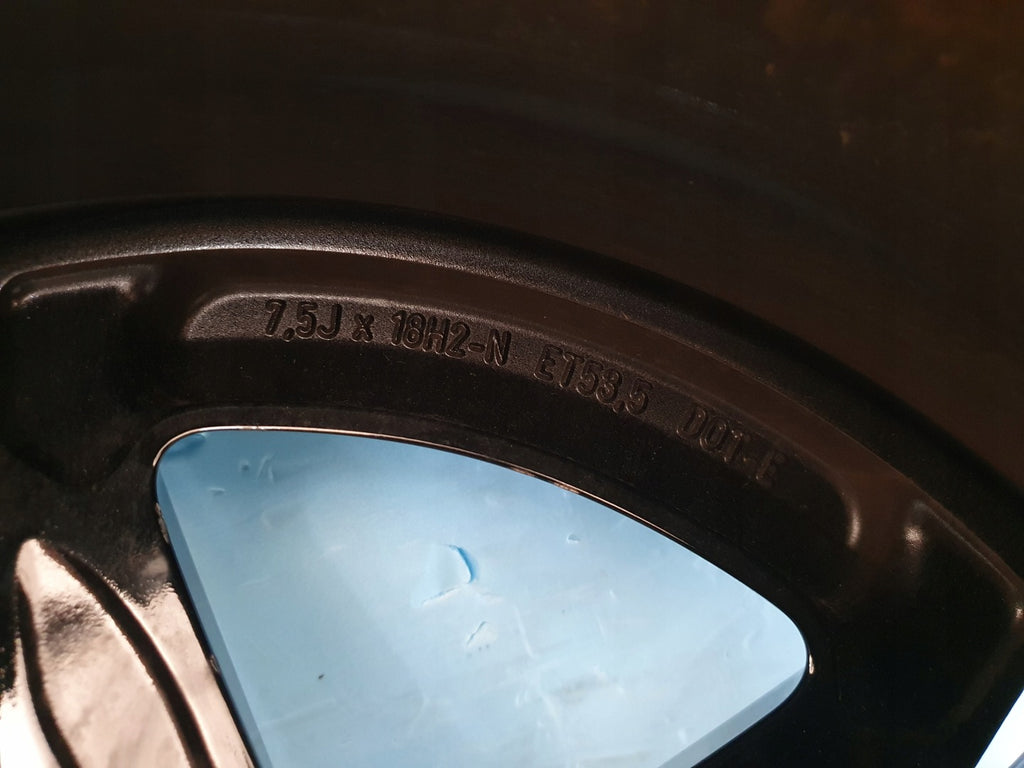 7.5J x 18H2-N ET53,5 DOT-E